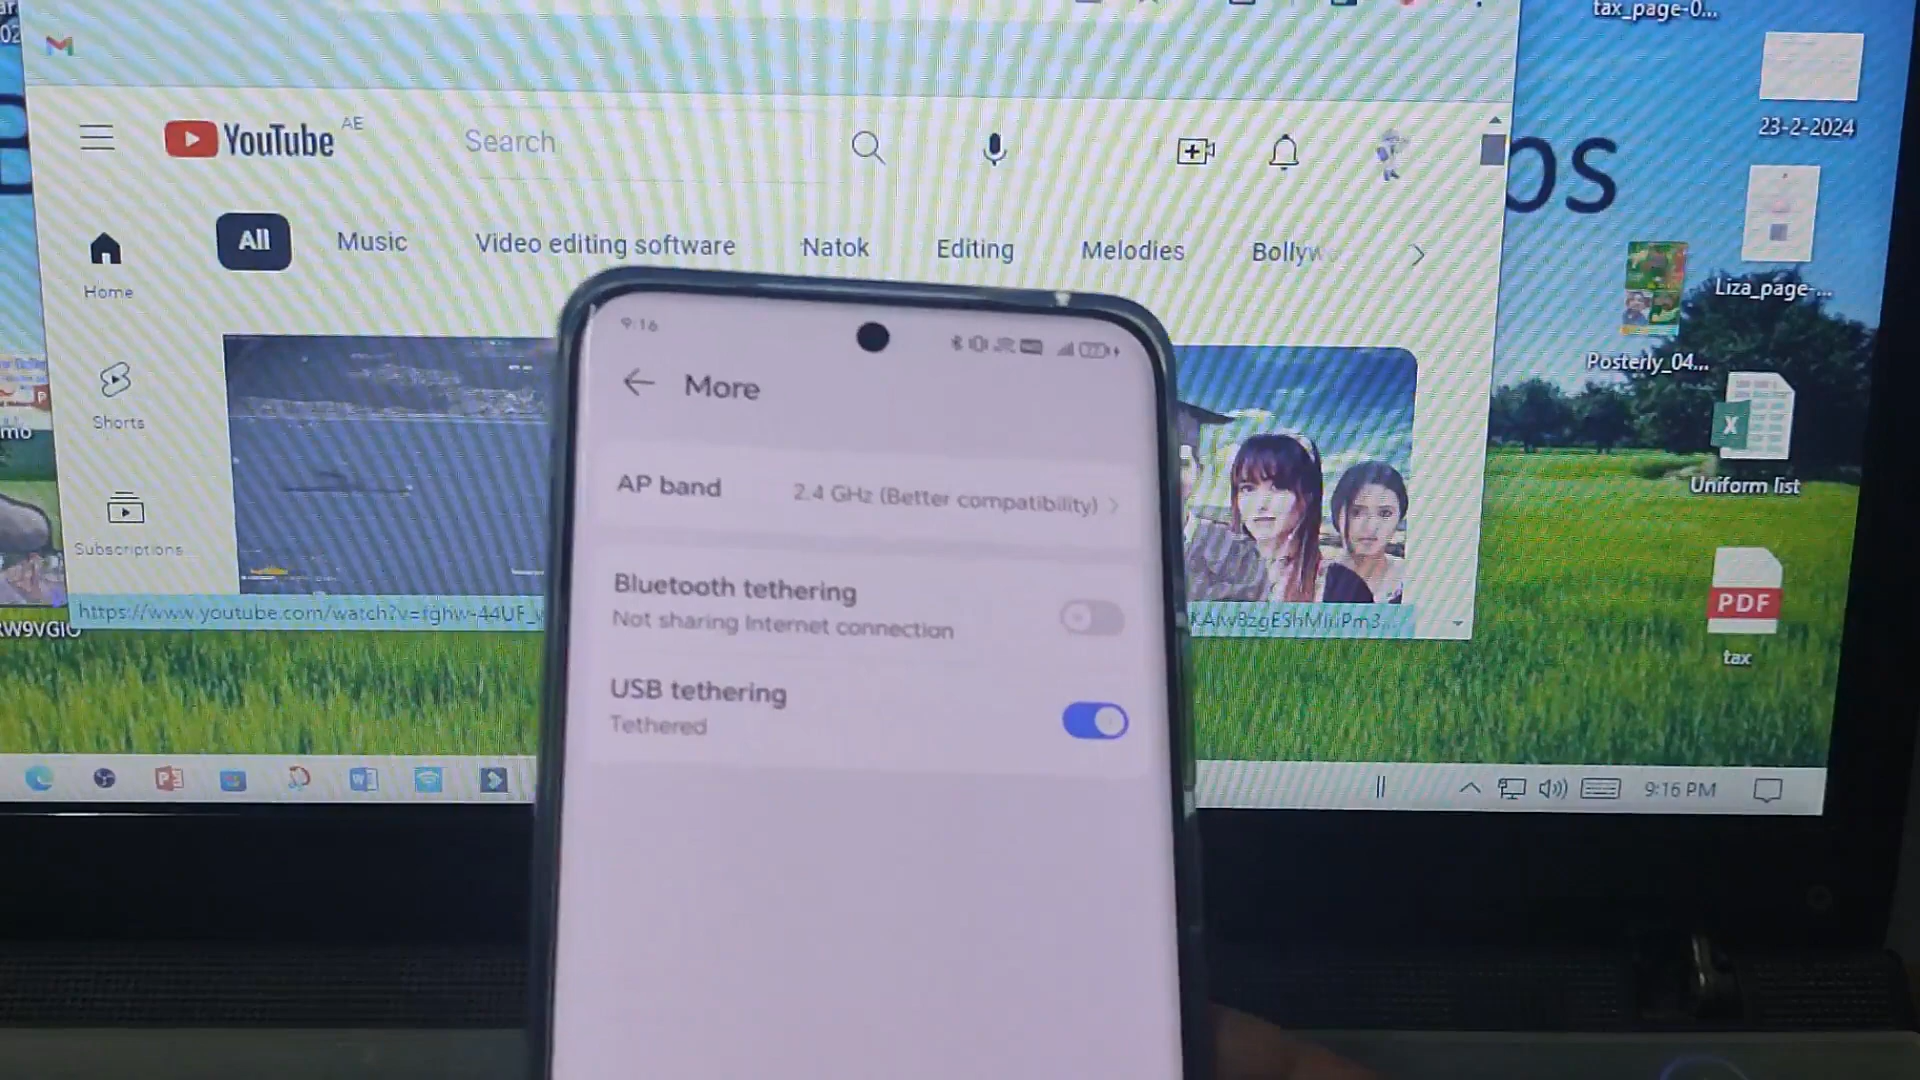 tax_page-0...
23-2-2024
YouTube AE
Search
os
Home
All
Music
Video editing software
Natok
Editing
Melodies
Bollyw
Liza_page-...
Posterly_04...
Shorts
Uniform list
Subscriptions
https://www.youtube.com/watch?v=fghw-44UF_
PDF
tax
9:16
More
AP band
2.4 GHz (Better compatibility)
Bluetooth tethering
Not sharing Internet connection
USB tethering
Tethered
9:16 PM